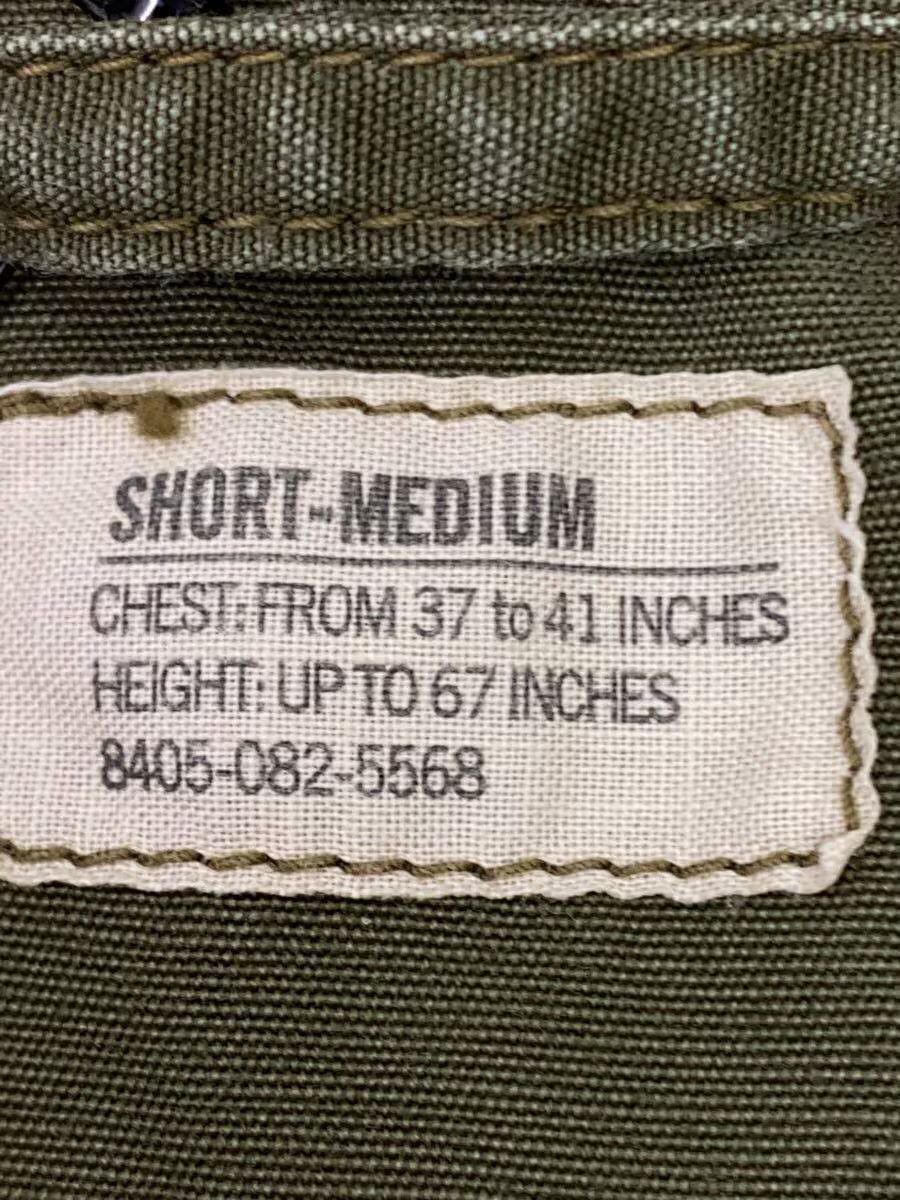 SHORT-MEDIUM
CHEST: FROM 37 to 41 INCHES
HEIGHT: UP TO 67 INCHES
8405-082-5568